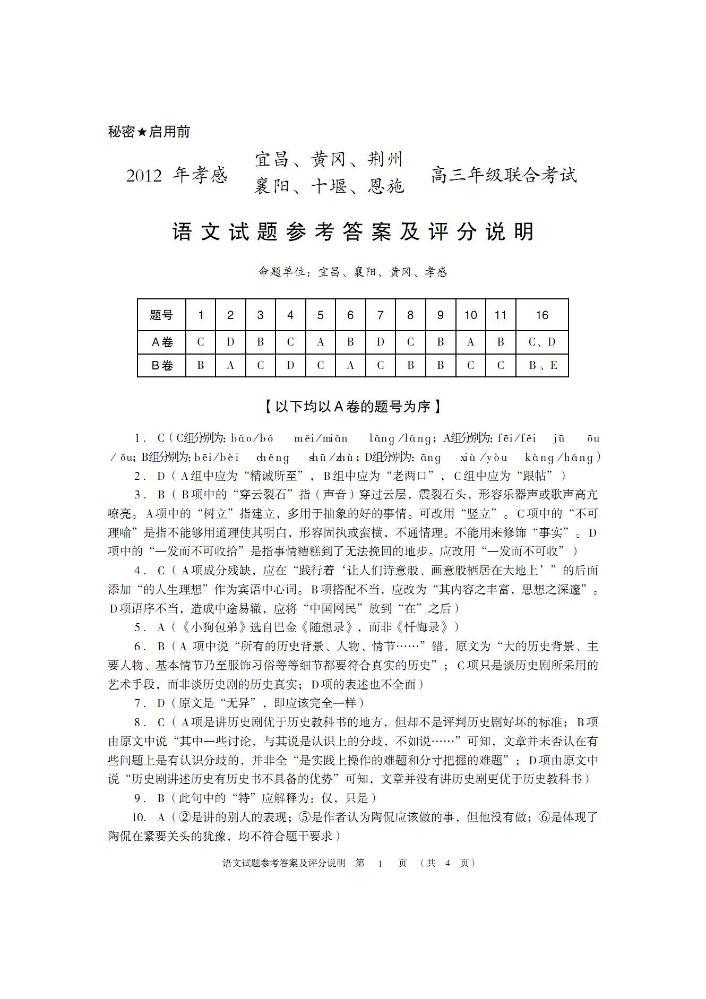 秘密★启用前
宜昌、黄冈、荆州
2012 年孝感 高三年级联合考试
襄阳、十堰、恩施
语文试题参考答案及评分说明
命题单位：宜昌、襄阳、黄冈、孝感
题号 1 2 3 4 5 6 7 8 9 10 11 16
A卷 C D B C A B D C B A B C、D
B卷 B A C D C A C B B C C B、E
【以下均以A卷的题号为序】
1. C（C组分别为：báo/bó měi/miǎn lǎng/láng；A组分别为：fēi/fěi jū ōu
/ǒu；B组分别为：bēi/bèi chéng shū/zhù；D组分别为：āng xiù/yòu kàng/háng）
2. D（A组中应为“精诚所至”，B组中应为“老两口”，C组中应为“跟帖”）
3. B（B项中的“穿云裂石”指（声音）穿过云层，震裂石头，形容乐器声或歌声高亢
嘹亮。A项中的“树立”指建立，多用于抽象的好的事情。可改用“竖立”。C项中的“不可
理喻”是指不能够用道理使其明白，形容固执或蛮横，不通情理。不能用来修饰“事实”。D
项中的“一发而不可收拾”是指事情糟糕到了无法挽回的地步。应改用“一发而不可收”）
4. C（A项成分残缺，应在“践行着‘让人们诗意般、画意般栖居在大地上’”的后面
添加“的人生理想”作为宾语中心词。B项搭配不当，应改为“其内容之丰富，思想之深邃”。
D项语序不当，造成中途易辙，应将“中国网民”放到“在”之后）
5. A（《小狗包弟》选自巴金《随想录》，而非《忏悔录》）
6. B（A 项中说“所有的历史背景、人物、情节……”错，原文为“大的历史背景、主
要人物、基本情节乃至服饰习俗等等细节都要符合真实的历史”；C项只是谈历史剧所采用的
艺术手段，而非谈历史剧的历史真实；D项的表述也不全面）
7. D（原文是“无异”，即应该完全一样）
8. C（A项是讲历史剧优于历史教科书的地方，但却不是评判历史剧好坏的标准；B项
由原文中说“其中一些讨论，与其说是认识上的分歧，不如说……”可知，文章并未否认在有
些问题上是有认识分歧的，并非全“是实践上操作的难题和分寸把握的难题”；D项由原文中
说“历史剧讲述历史有历史书不具备的优势”可知，文章并没有讲历史剧更优于历史教科书）
9. B（此句中的“特”应解释为：仅，只是）
10. A（②是讲的别人的表现；⑤是作者认为陶侃应该做的事，但他没有做；⑥是体现了
陶侃在紧要关头的犹豫，均不符合题干要求）
语文试题参考答案及评分说明 第 1 页 （共 4 页）